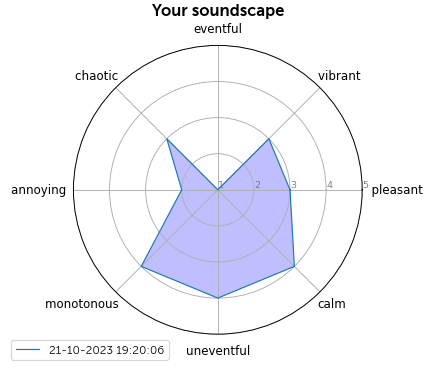 Your soundscape
eventful
chaotic
vibrant
annoying
1
2
3
4
5
pleasant
monotonous
calm
uneventful
21-10-2023 19:20:06